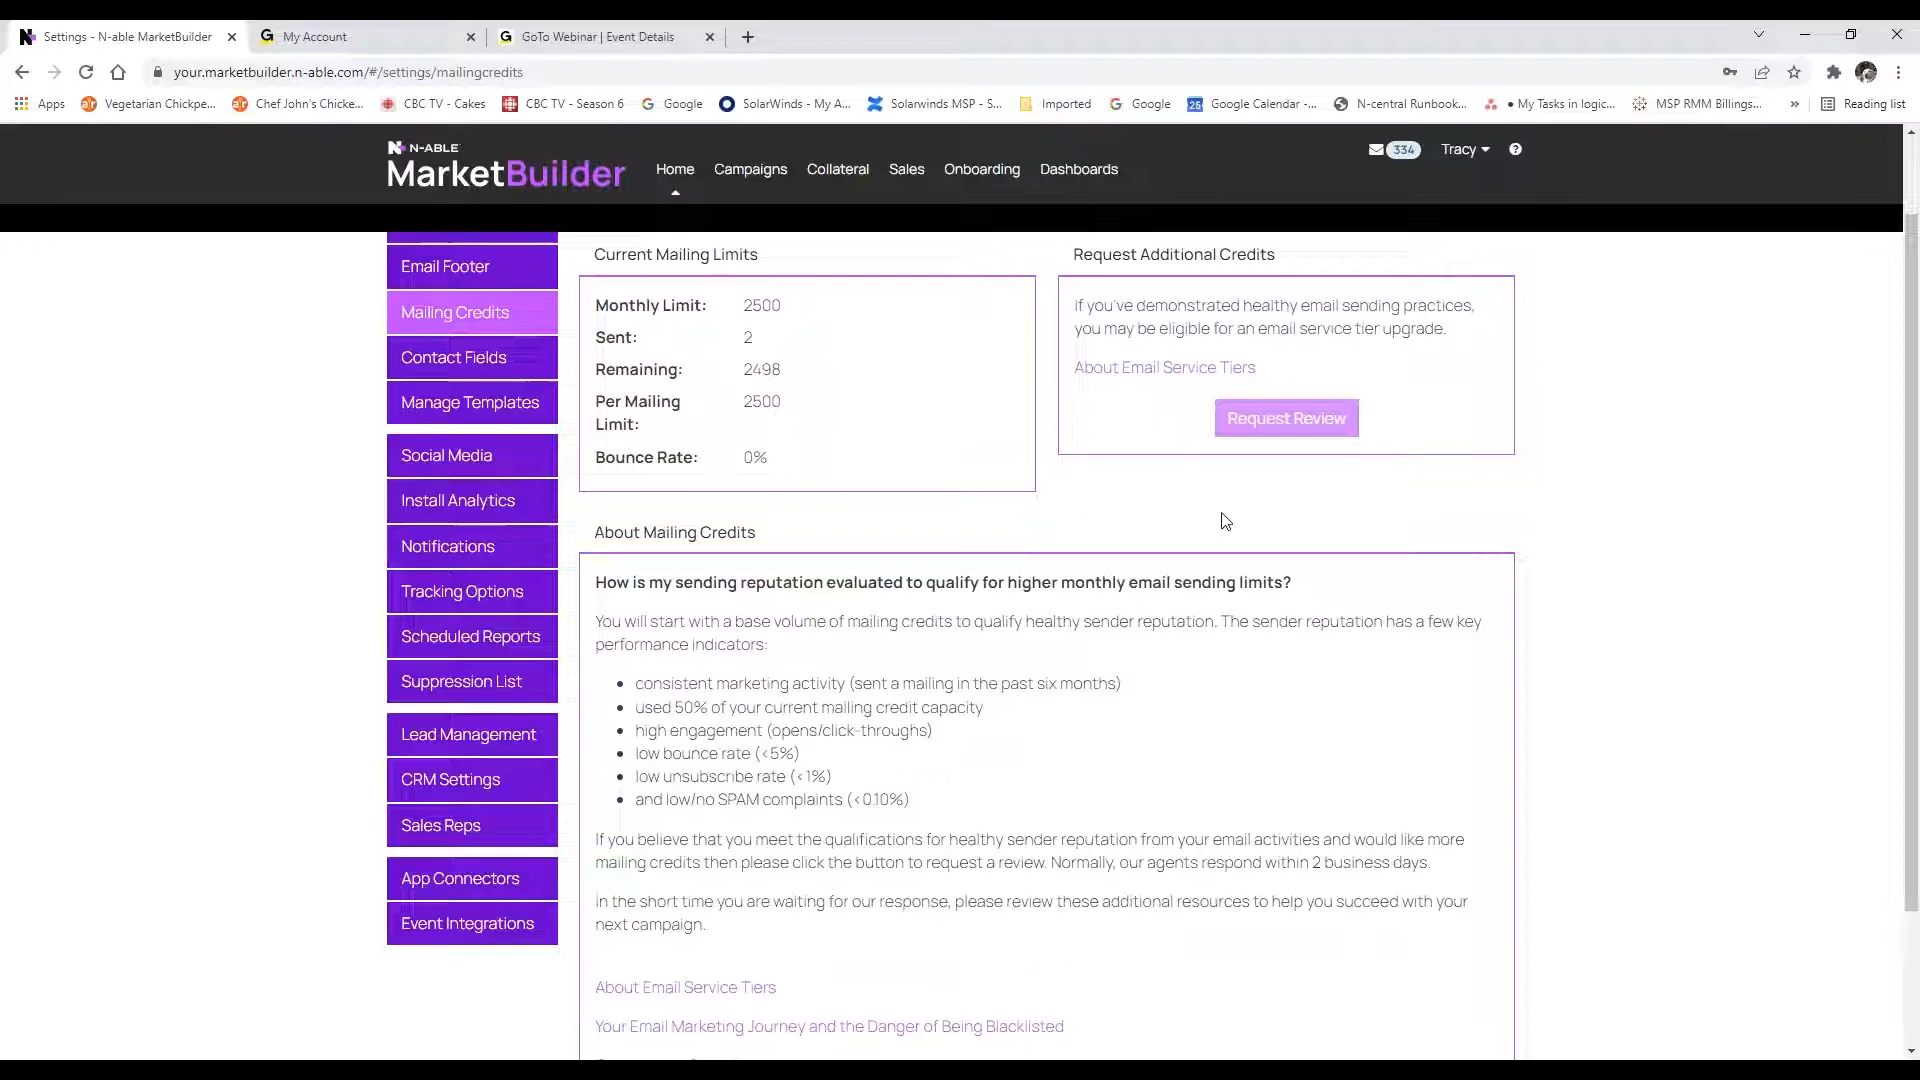 Settings - N-able MarketBuilder
My Account
GoTo Webinar | Event Details
your.marketbuilder.n-able.com/#/settings/mailingcredits
Apps
Vegetarian Chickpe...
Chef John's Chicke...
CBC TV - Cakes
CBC TV - Season 6
Google
SolarWinds - My A...
Solarwinds MSP - S...
Imported
Google
25 Google Calendar -...
N-central Runbook...
• My Tasks in logic...
MSP RMM Billings...
»
Reading list
N-ABLE
MarketBuilder
Home
Campaigns
Collateral
Sales
Onboarding
Dashboards
334
Tracy
?
Email Footer
Mailing Credits
Contact Fields
Manage Templates
Social Media
Install Analytics
Notifications
Tracking Options
Scheduled Reports
Suppression List
Lead Management
CRM Settings
Sales Reps
App Connectors
Event Integrations
Current Mailing Limits
Monthly Limit: 2500
Sent: 2
Remaining: 2498
Per Mailing 2500
Limit:
Bounce Rate: 0%
Request Additional Credits
If you've demonstrated healthy email sending practices,
you may be eligible for an email service tier upgrade.
About Email Service Tiers
Request Review
About Mailing Credits
How is my sending reputation evaluated to qualify for higher monthly email sending limits?
You will start with a base volume of mailing credits to qualify healthy sender reputation. The sender reputation has a few key
performance indicators:
• consistent marketing activity (sent a mailing in the past six months)
• used 50% of your current mailing credit capacity
• high engagement (opens/click-throughs)
• low bounce rate (<5%)
• low unsubscribe rate (<1%)
• and low/no SPAM complaints (<0.10%)
If you believe that you meet the qualifications for healthy sender reputation from your email activities and would like more
mailing credits then please click the button to request a review. Normally, our agents respond within 2 business days.
In the short time you are waiting for our response, please review these additional resources to help you succeed with your
next campaign.
About Email Service Tiers
Your Email Marketing Journey and the Danger of Being Blacklisted